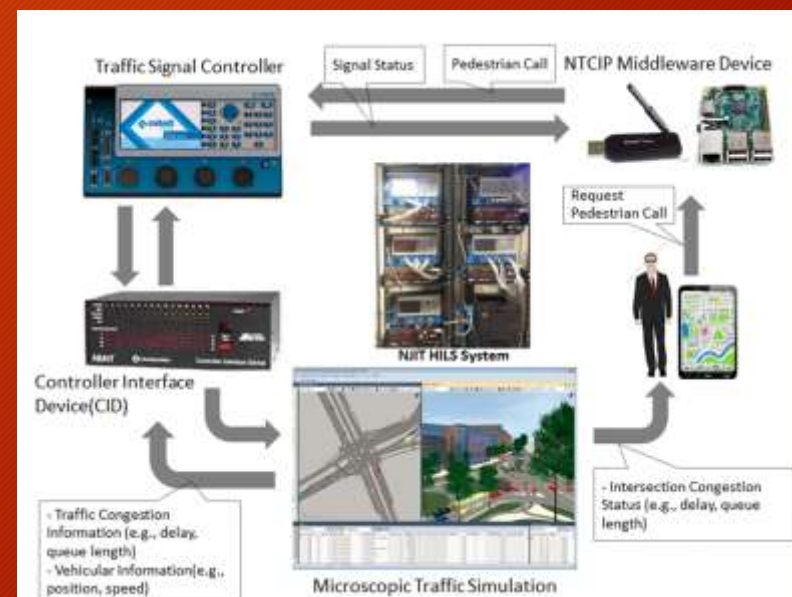 Traffic Signal Controller
Signal Status
Pedestrian Call
NTCIP Middleware Device
Request
Pedestrian Call
NJIT HILS System
Controller Interface
Device(CID)
- Traffic Congestion
Information (e.g., delay,
queue length)
- Vehicular Information(e.g.,
position, speed)
- Intersection Congestion
Status (e.g., delay, queue
length)
Microscopic Traffic Simulation